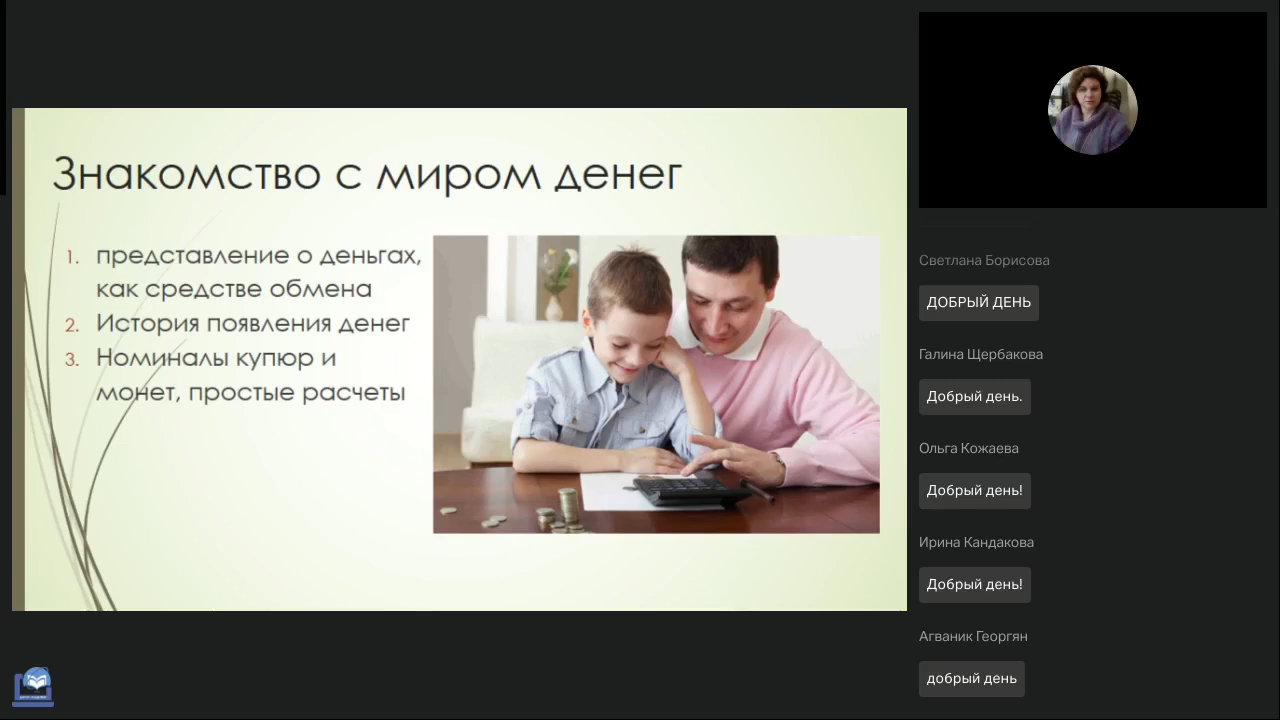 Знакомство с миром денег
1. представление о деньгах,
как средстве обмена
2. История появления денег
3. Номиналы купюр и
монет, простые расчеты
Светлана Борисова
ДОБРЫЙ ДЕНЬ
Галина Щербакова
Добрый день.
Ольга Кожаева
Добрый день!
Ирина Кандакова
Добрый день!
Агваник Георгян
добрый день